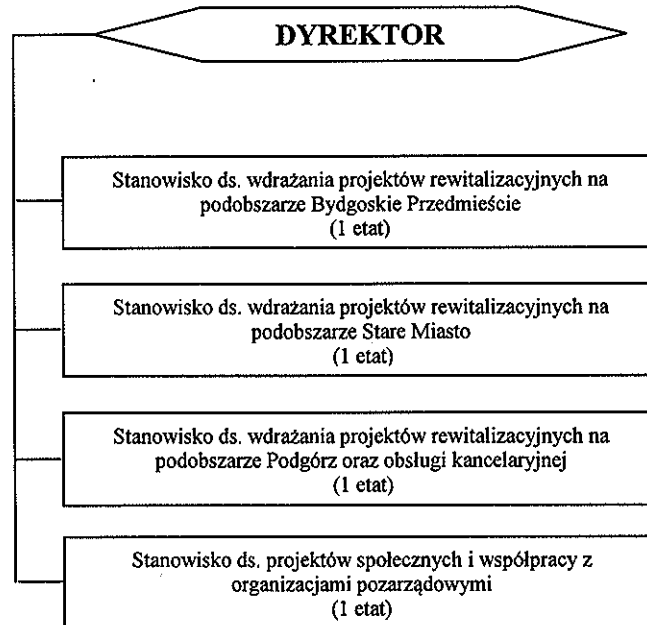 DYREKTOR
Stanowisko ds. wdrażania projektów rewitalizacyjnych na
podobszarze Bydgoskie Przedmieście
(1 etat)
Stanowisko ds. wdrażania projektów rewitalizacyjnych na
podobszarze Stare Miasto
(1 etat)
Stanowisko ds. wdrażania projektów rewitalizacyjnych na
podobszarze Podgórz oraz obsługi kancelaryjnej
(1 etat)
Stanowisko ds. projektów społecznych i współpracy z
organizacjami pozarządowymi
(1 etat)